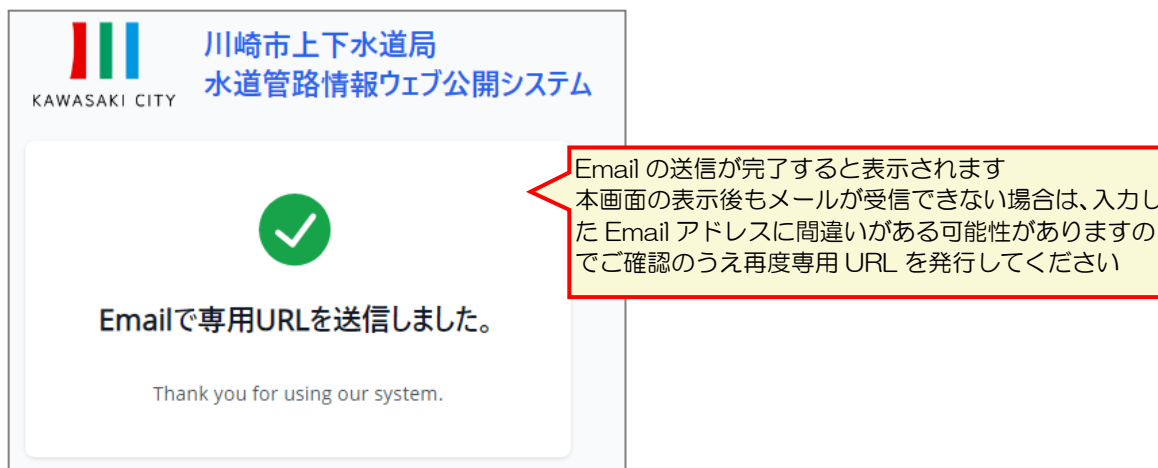 川崎市上下水道局
水道管路情報ウェブ公開システム
KAWASAKI CITY
Emailの送信が完了すると表示されます
本画面の表示後もメールが受信できない場合は、入力し
た Email アドレスに間違いがある可能性がありますの
でご確認のうえ再度専用 URL を発行してください
Emailで専用URLを送信しました。
Thank you for using our system.